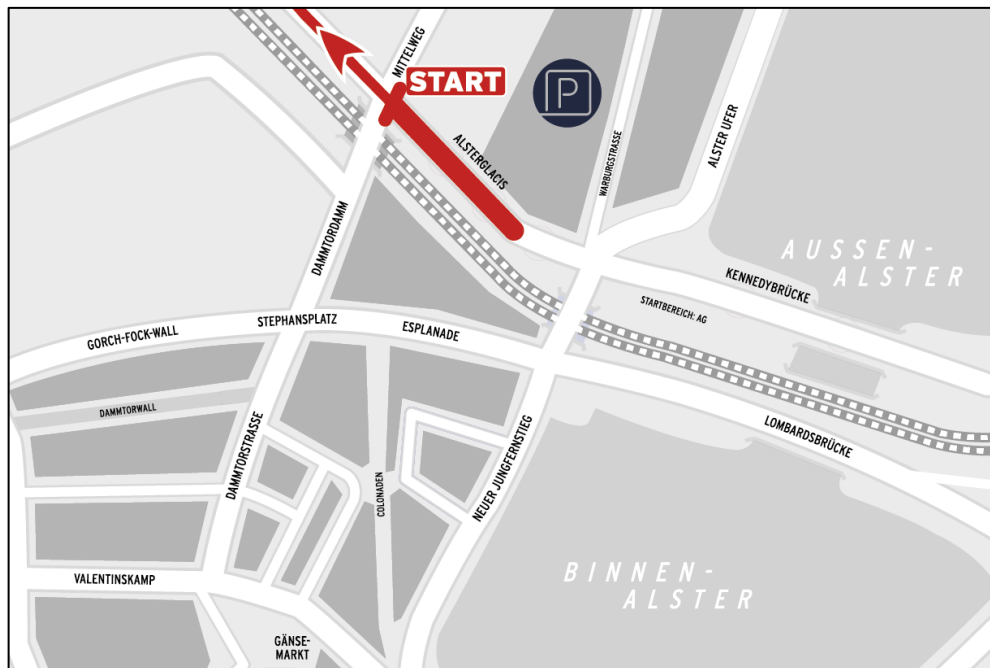 MITTELWEG
START
P
ALSTERGLACIS
WARBURGSTRASSE
ALSTER UFER
AUSSEN-
ALSTER
KENNEDYBRÜCKE
STARTBEREICH: AG
DAMMTORDAMM
GORCH-FOCK-WALL
STEPHANSPLATZ
ESPLANADE
DAMMTORWALL
LOMBARDSBRÜCKE
DAMMTORSTRASSE
COLONADEN
NEUER JUNGFERNSTIEG
VALENTINSKAMP
BINNEN-
ALSTER
GÄNSE-
MARKT